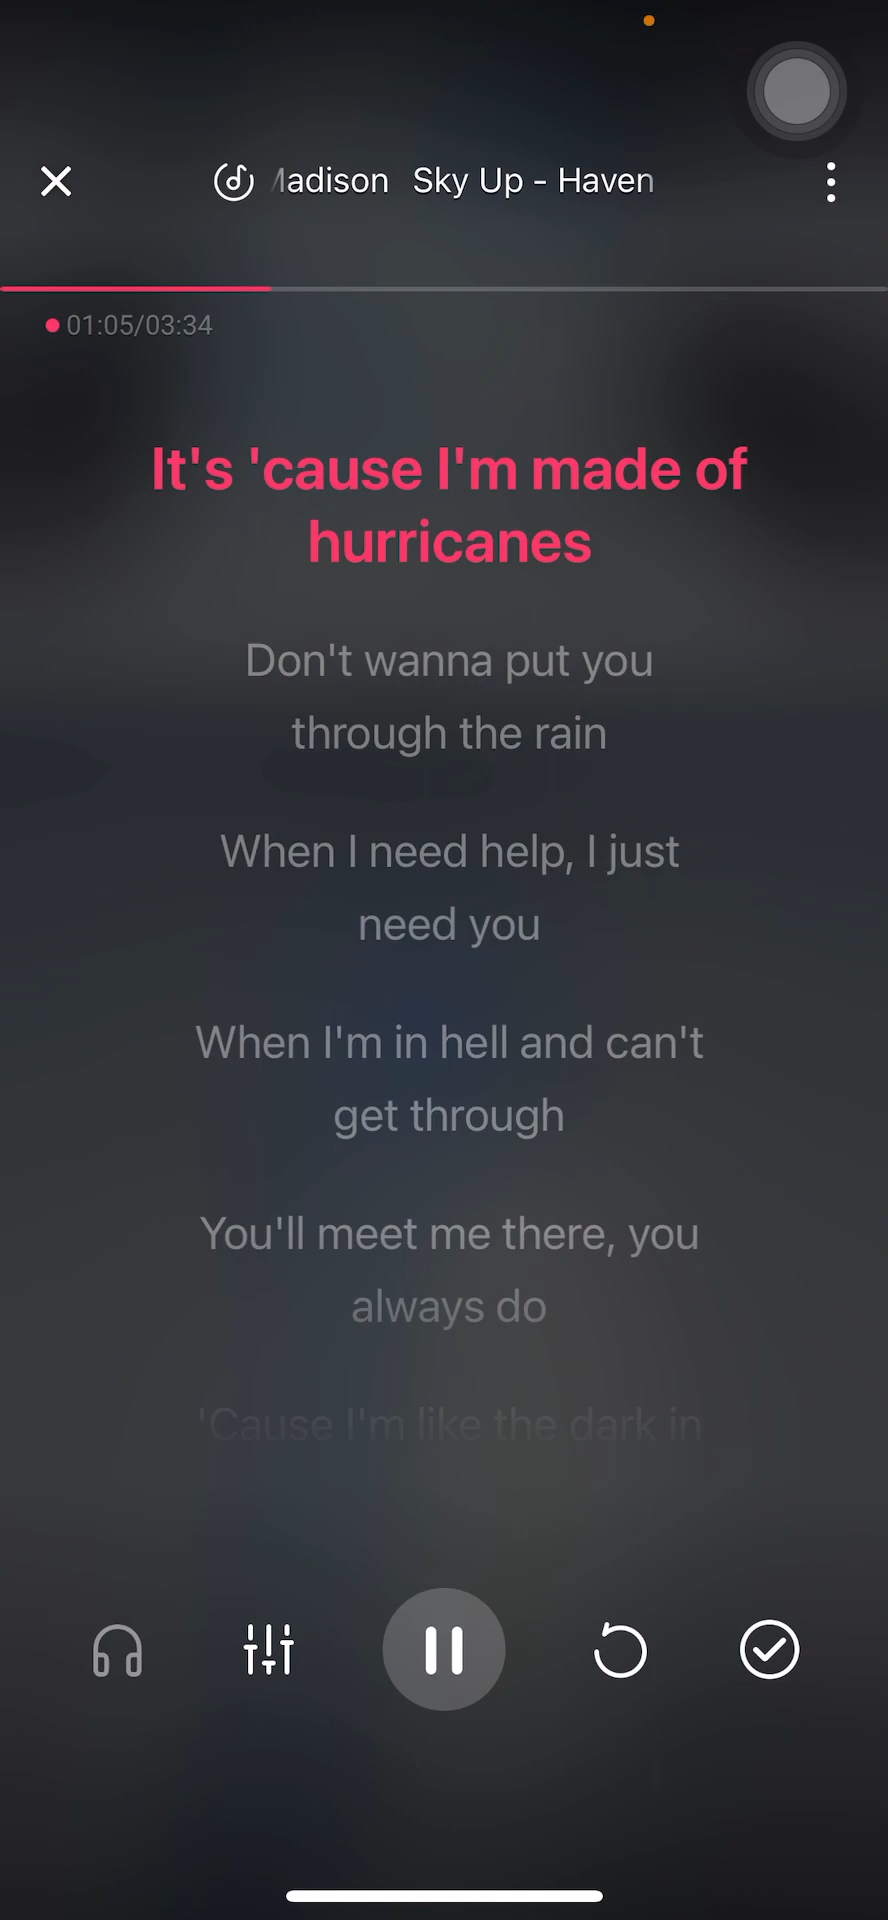 Madison Sky Up - Haven
01:05/03:34
It's 'cause I'm made of
hurricanes
Don't wanna put you
through the rain
When I need help, I just
need you
When I'm in hell and can't
get through
You'll meet me there, you
always do
'Cause I'm like the dark in